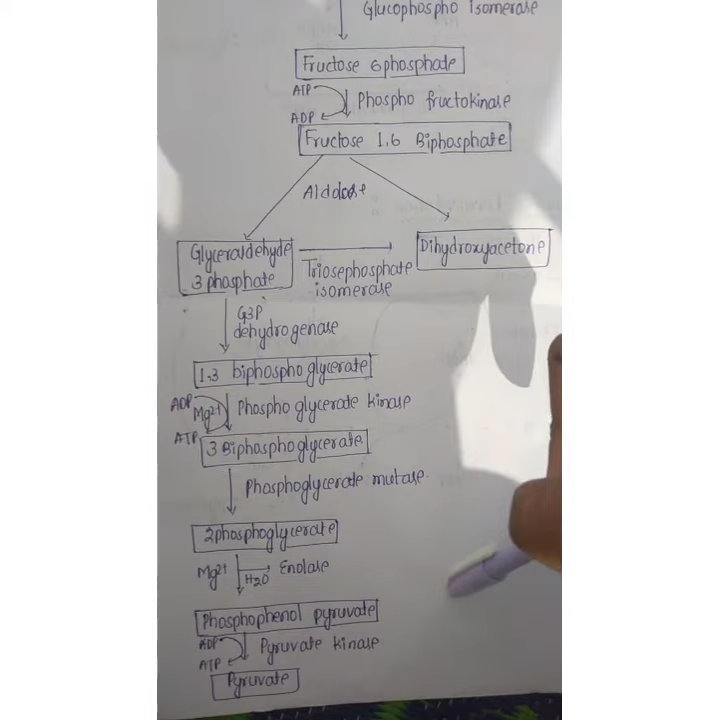 Glucophospho isomerase
Fructose 6phosphate
ATP
Phospho fructokinase
ADP
Fructose 1,6 Biphosphate
Aldolase
Glyceraldehyde
3 phosphate
Dihydroxyacetone
Triosephosphate
isomerase
G3P
dehydrogenase
1,3 biphospho glycerate
ADP
Mg2+
Phospho glycerate kinase
ATP
3 Biphospho glycerate
Phosphoglycerate mutase
2phosphoglycerate
Mg2+
H2O
Enolase
Phosphophenol pyruvate
ADP
Pyruvate kinase
ATP
Pyruvate